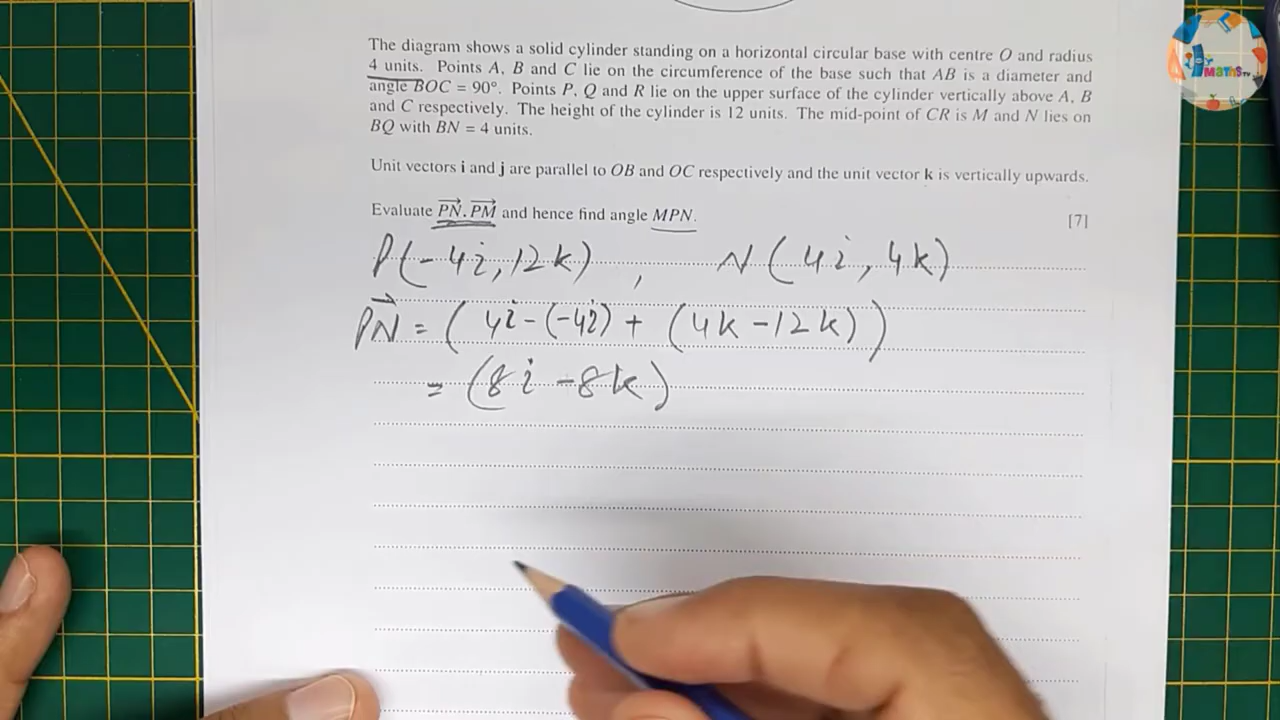 The diagram shows a solid cylinder standing on a horizontal circular base with centre O and radius
4 units. Points A, B and C lie on the circumference of the base such that AB is a diameter and
angle BOC = 90°. Points P, Q and R lie on the upper surface of the cylinder vertically above A, B
and C respectively. The height of the cylinder is 12 units. The mid-point of CR is M and N lies on
BQ with BN = 4 units.
Unit vectors i and j are parallel to OB and OC respectively and the unit vector k is vertically upwards.
Evaluate \overrightarrow{PN}.\overrightarrow{PM} and hence find angle MPN. [7]
P(-4i, 12k) , N(4i, 4k)
\overrightarrow{PN} = (4i - (-4i) + (4k - 12k))
= (8i - 8k)
MATHS TV